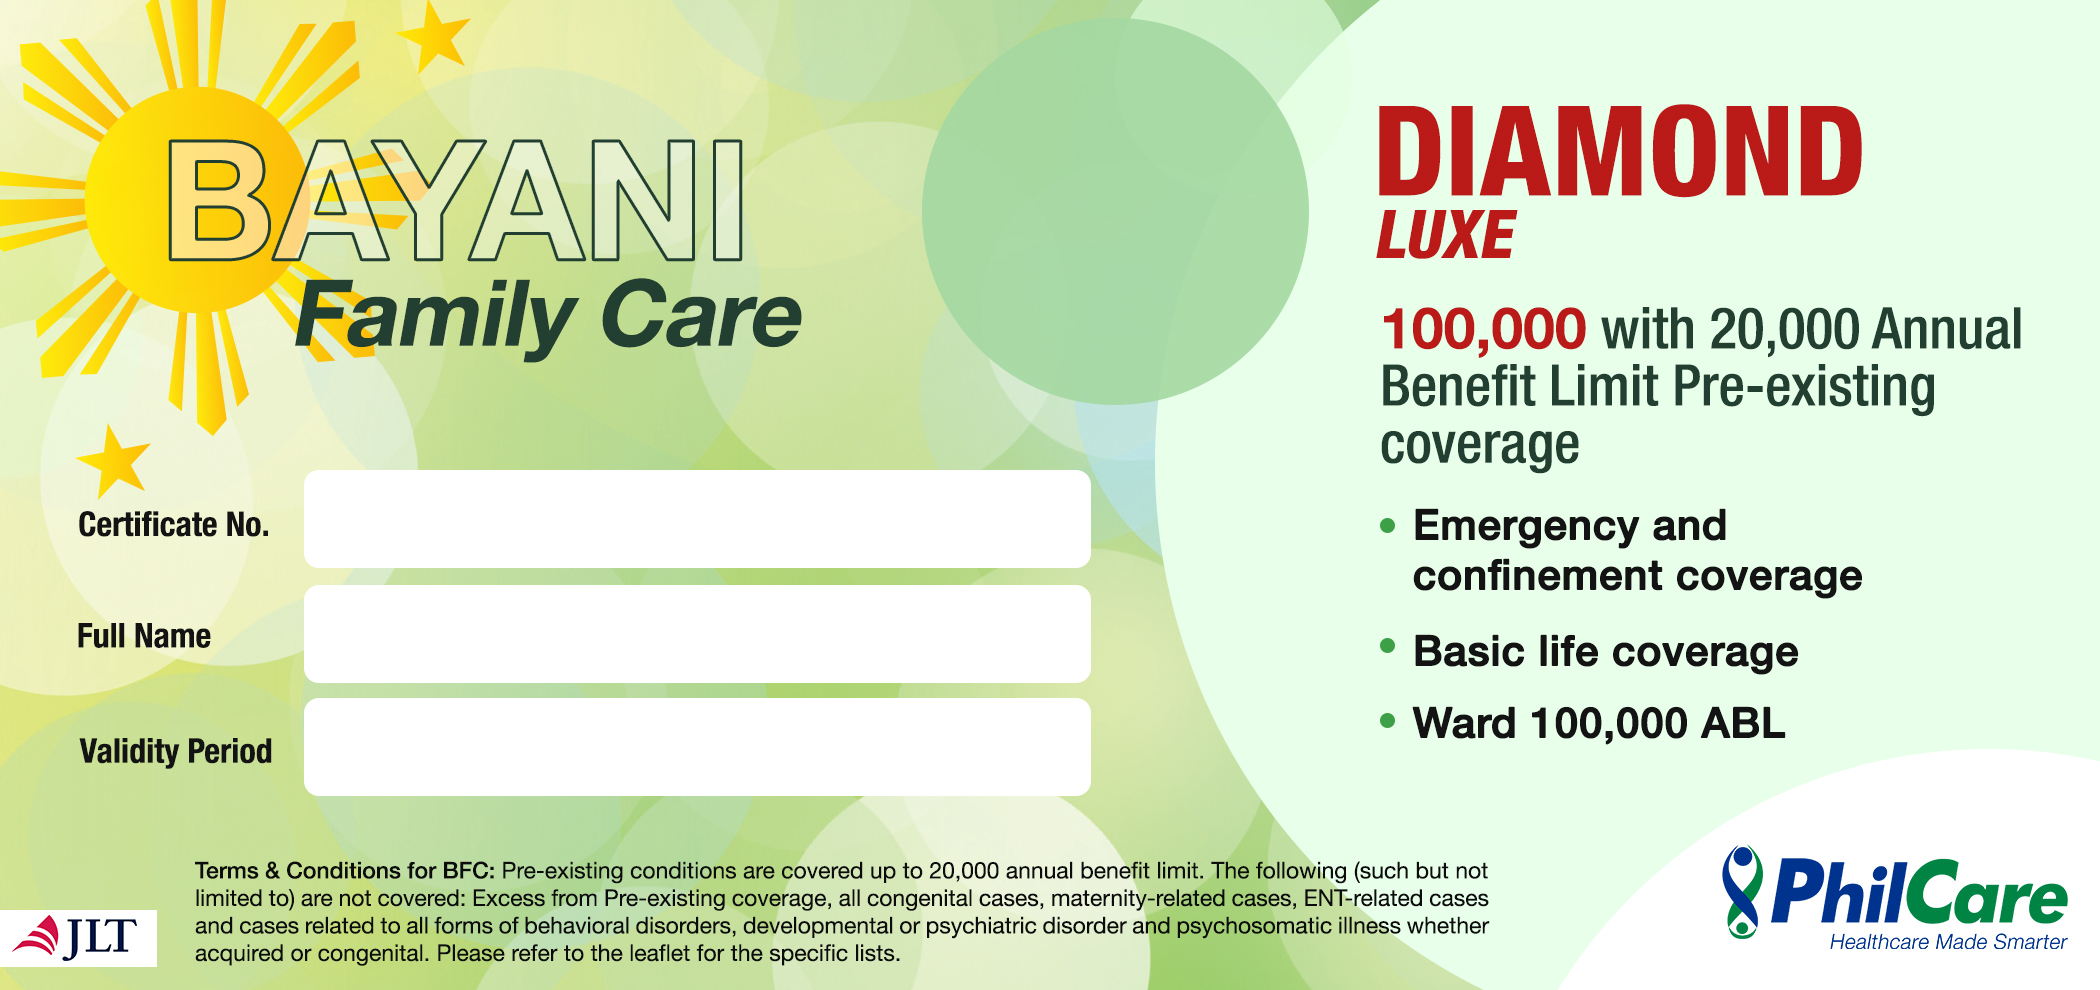 BAYANI
Family Care
Certificate No.
Full Name
Validity Period
DIAMOND
LUXE
100,000 with 20,000 Annual
Benefit Limit Pre-existing
coverage
• Emergency and
confinement coverage
• Basic life coverage
• Ward 100,000 ABL
Terms & Conditions for BFC: Pre-existing conditions are covered up to 20,000 annual benefit limit. The following (such but not
limited to) are not covered: Excess from Pre-existing coverage, all congenital cases, maternity-related cases, ENT-related cases
and cases related to all forms of behavioral disorders, developmental or psychiatric disorder and psychosomatic illness whether
acquired or congenital. Please refer to the leaflet for the specific lists.
JLT
PhilCare
Healthcare Made Smarter